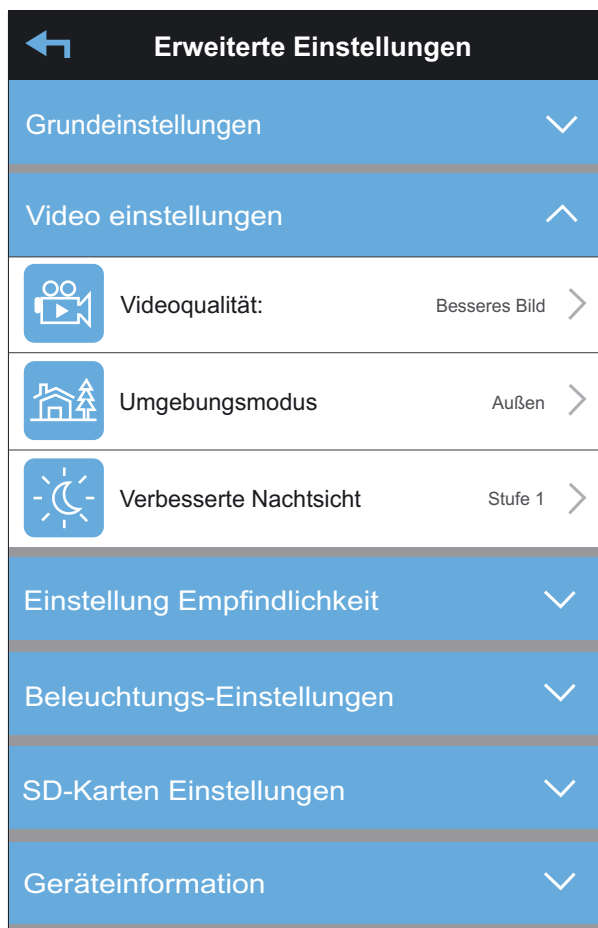 Erweiterte Einstellungen
Grundeinstellungen
Video einstellungen
Videoqualität: Besseres Bild
Umgebungsmodus Außen
Verbesserte Nachtsicht Stufe 1
Einstellung Empfindlichkeit
Beleuchtungs-Einstellungen
SD-Karten Einstellungen
Geräteinformation